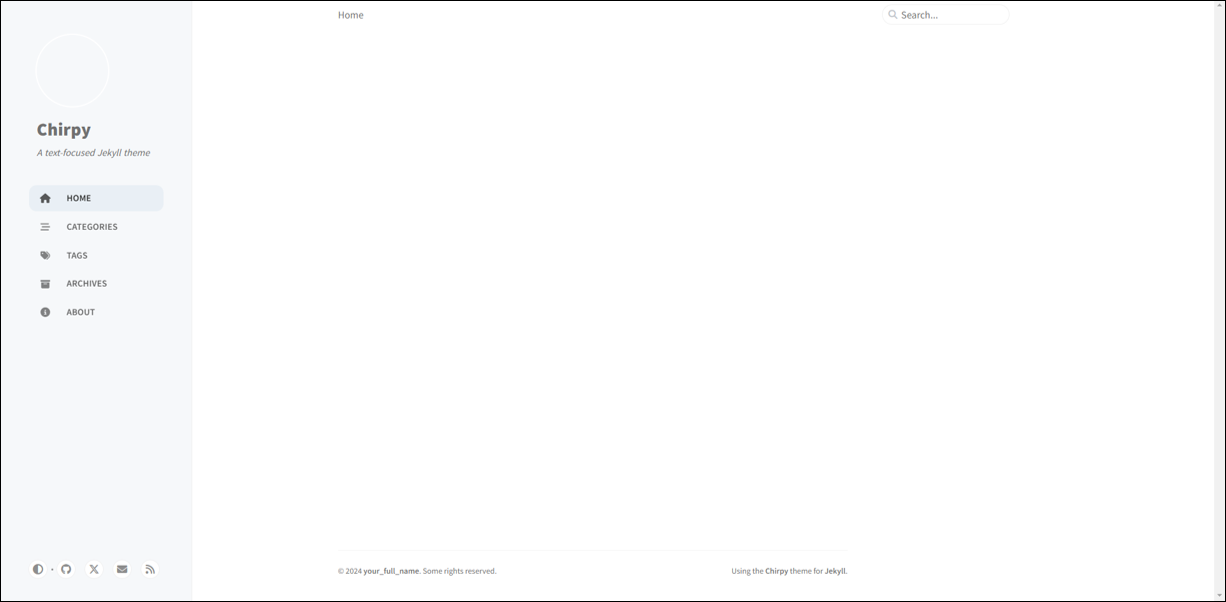 Home
Search...
Chirpy
A text-focused Jekyll theme
HOME
CATEGORIES
TAGS
ARCHIVES
ABOUT
© 2024 your_full_name. Some rights reserved.
Using the Chirpy theme for Jekyll.